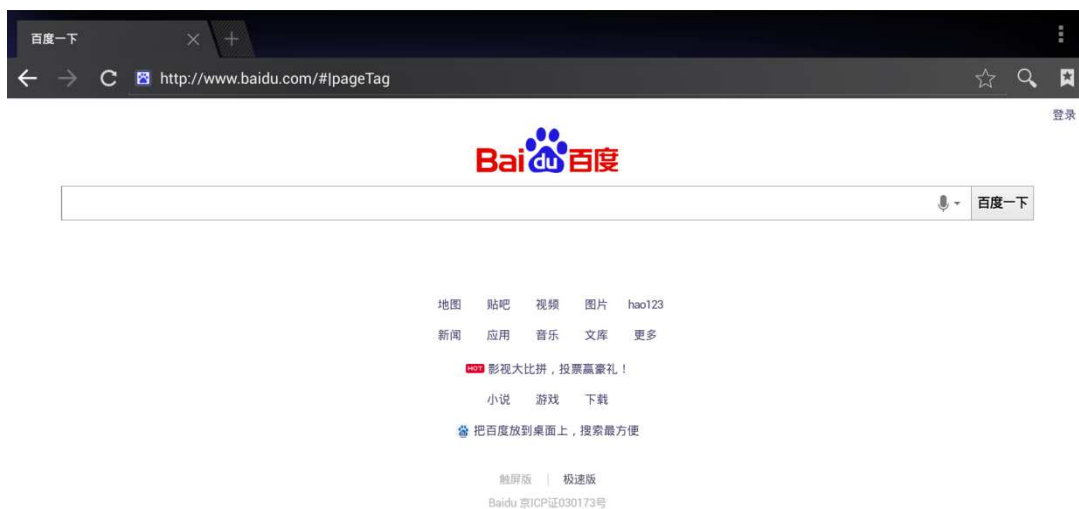 百度一下
http://www.baidu.com/#|pageTag
登录
Bai du 百度
百度一下
地图 贴吧 视频 图片 hao123
新闻 应用 音乐 文库 更多
HOT 影视大比拼，投票赢豪礼！
小说 游戏 下载
把百度放到桌面上，搜索最方便
触屏版 | 极速版
Baidu 京ICP证030173号